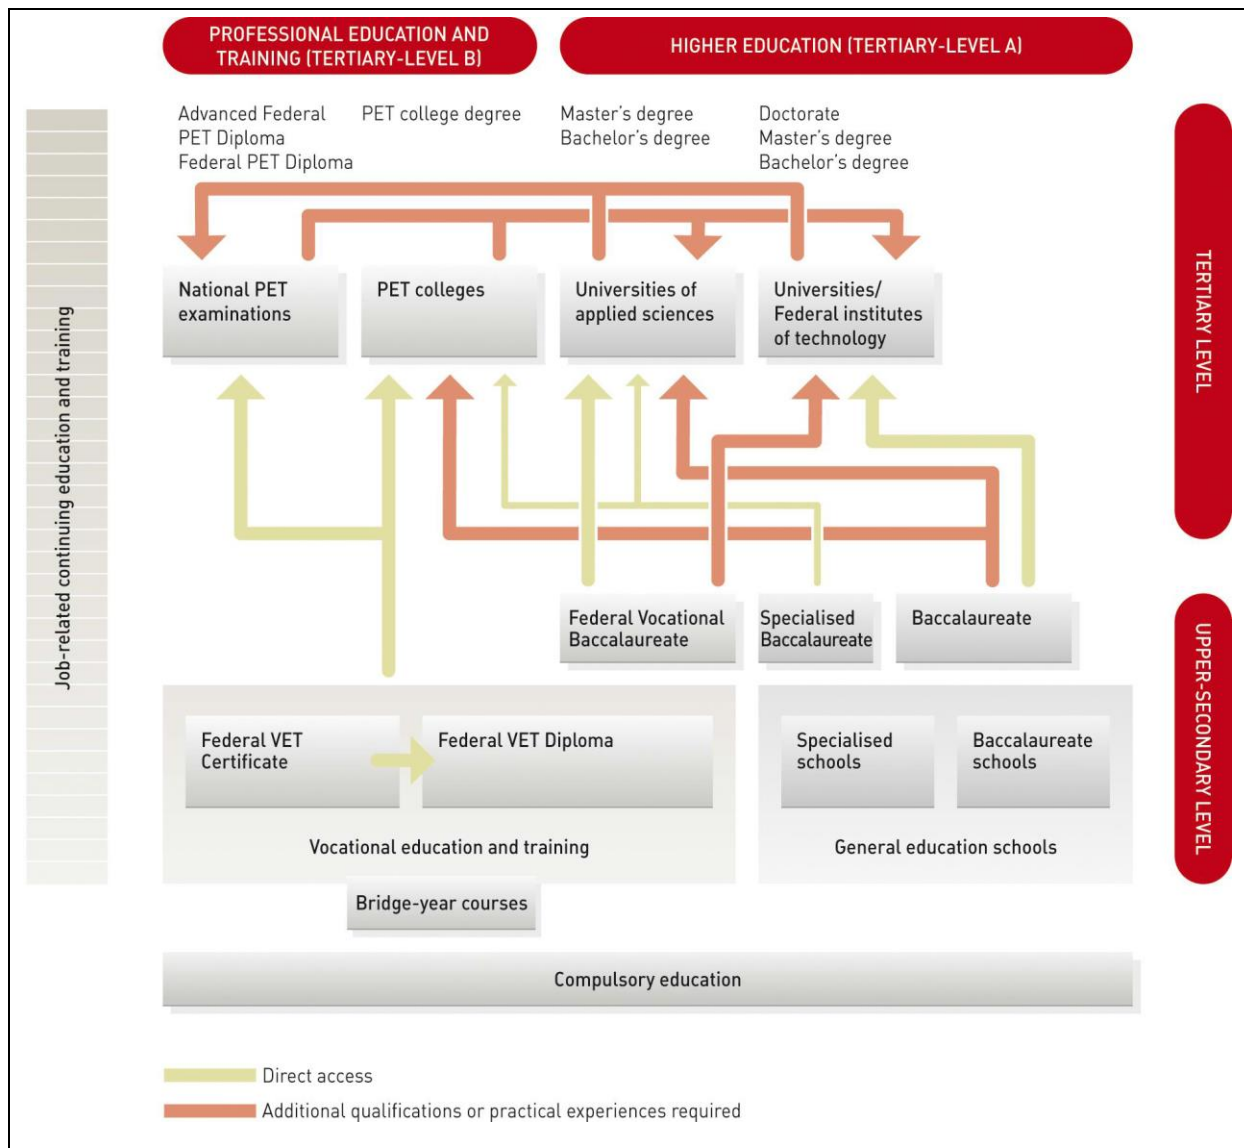 PROFESSIONAL EDUCATION AND
TRAINING (TERTIARY-LEVEL B)
HIGHER EDUCATION (TERTIARY-LEVEL A)
Advanced Federal
PET Diploma
Federal PET Diploma
PET college degree
Master's degree
Bachelor's degree
Doctorate
Master's degree
Bachelor's degree
TERTIARY LEVEL
Job-related continuing education and training
National PET
examinations
PET colleges
Universities of
applied sciences
Universities/
Federal institutes
of technology
Federal Vocational
Baccalaureate
Specialised
Baccalaureate
Baccalaureate
UPPER-SECONDARY LEVEL
Federal VET
Certificate
Federal VET Diploma
Specialised
schools
Baccalaureate
schools
Vocational education and training
General education schools
Bridge-year courses
Compulsory education
Direct access
Additional qualifications or practical experiences required